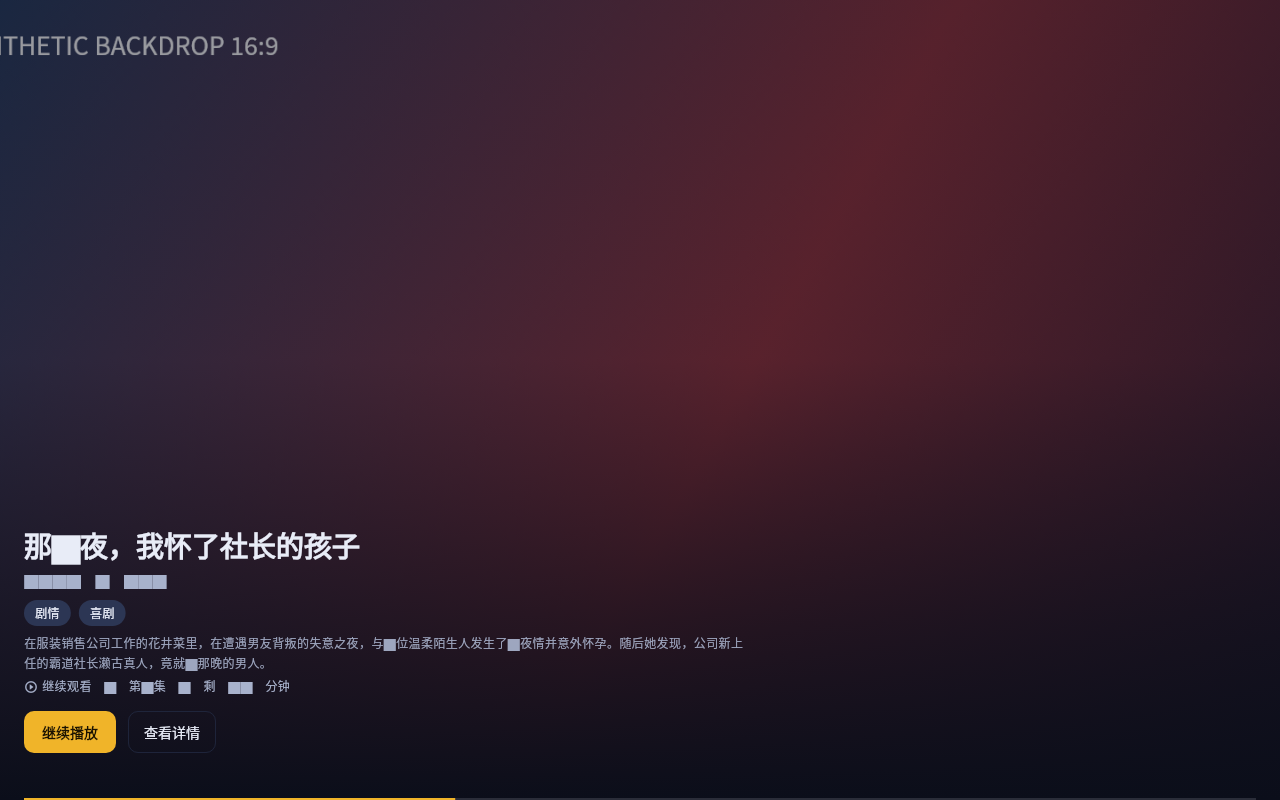 THETIC BACKDROP 16:9
那█夜，我怀了社长的孩子
████ █ ███
剧情 喜剧
在服装销售公司工作的花井菜里，在遭遇男友背叛的失意之夜，与█位温柔陌生人发生了█夜情并意外怀孕。随后她发现，公司新上
任的霸道社长濑古真人，竟就█那晚的男人。
继续观看 █ 第█集 █ 剩 ██ 分钟
继续播放 查看详情